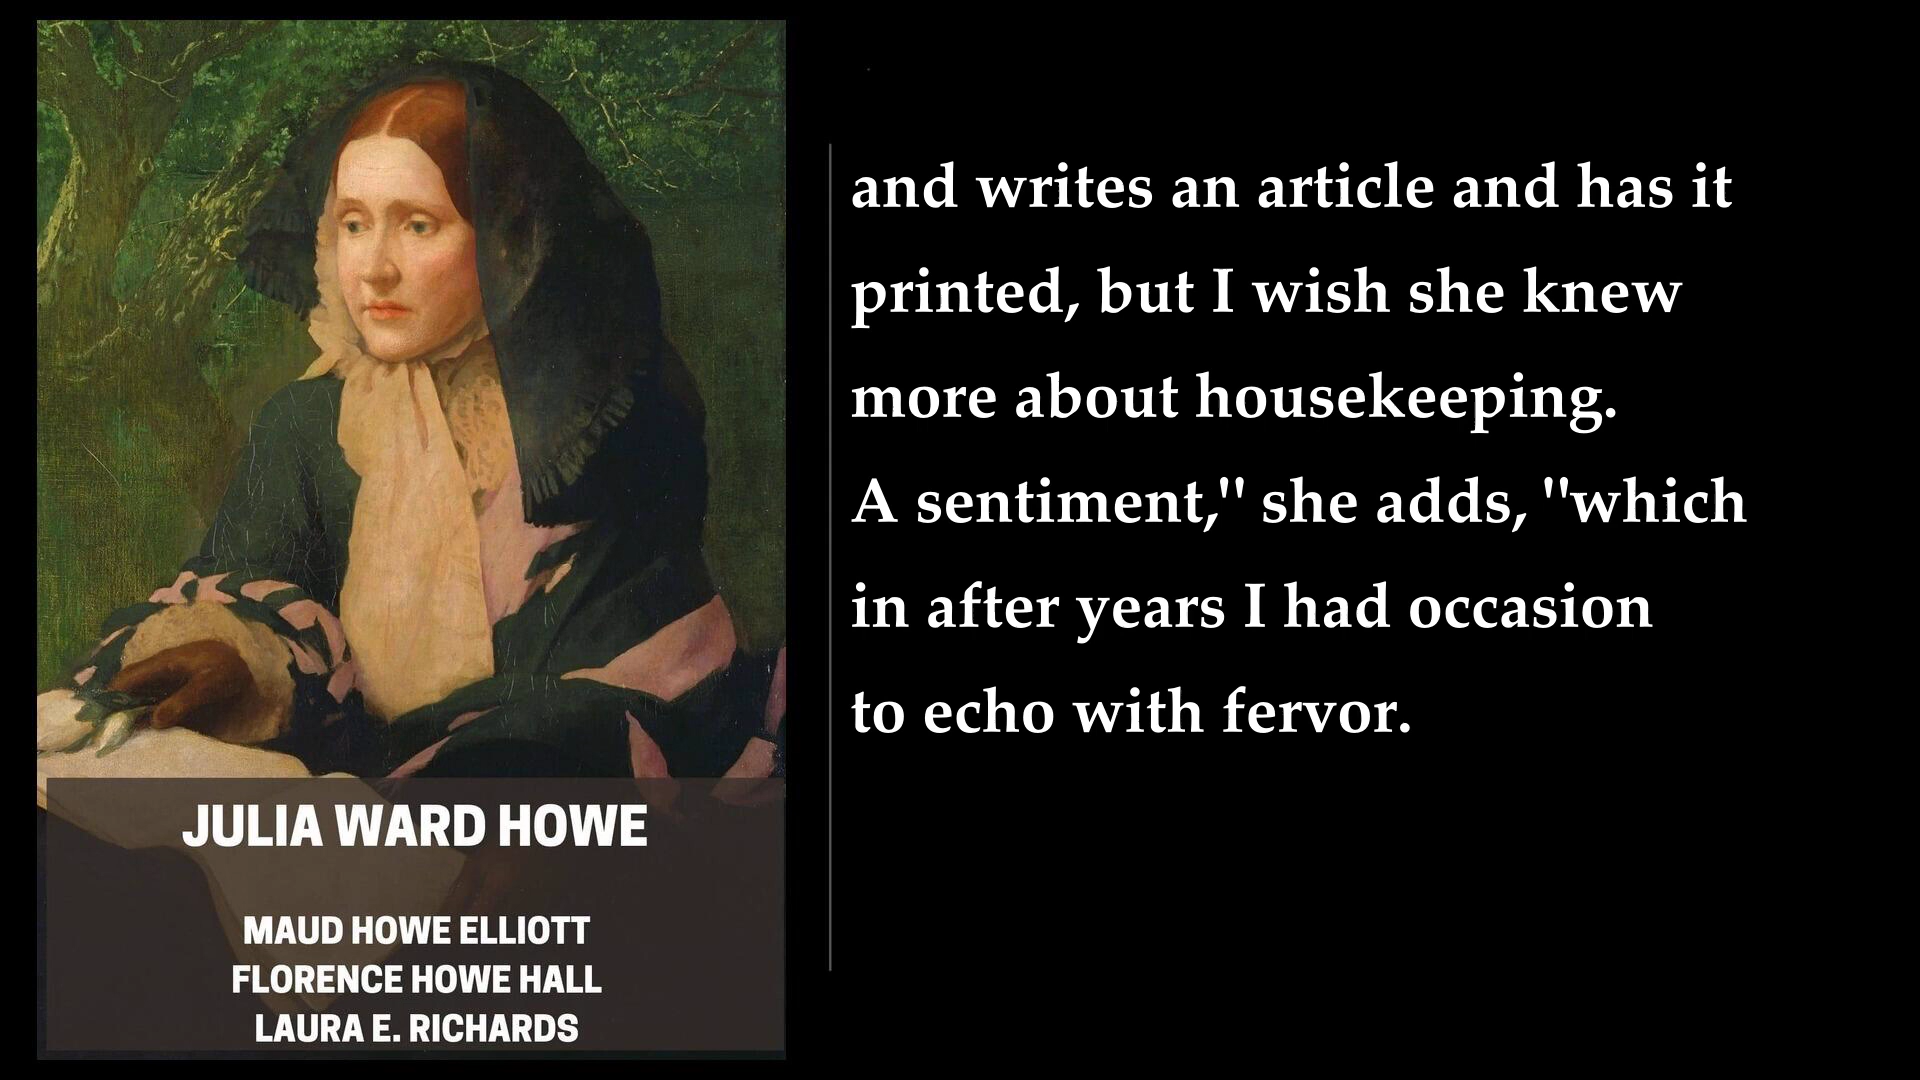 JULIA WARD HOWE
MAUD HOWE ELLIOTT
FLORENCE HOWE HALL
LAURA E. RICHARDS
and writes an article and has it
printed, but I wish she knew
more about housekeeping.
A sentiment," she adds, "which
in after years I had occasion
to echo with fervor.